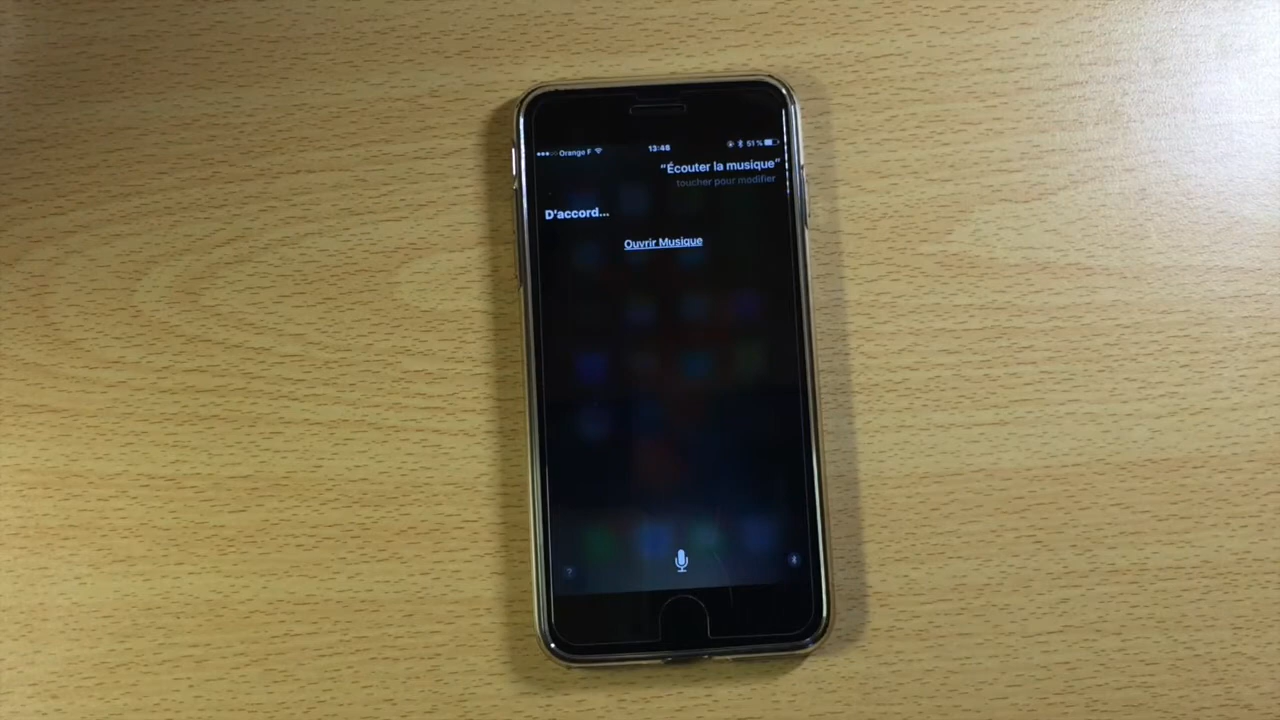 Orange F 13:48 51 %
“Écouter la musique”
toucher pour modifier
D'accord...
Ouvrir Musique
?